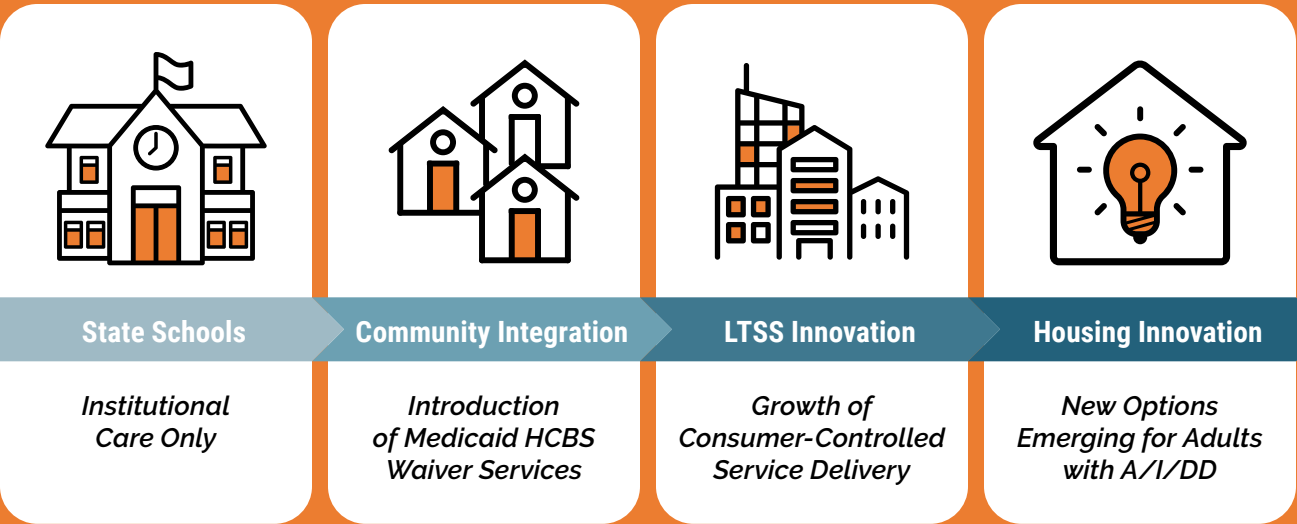 State Schools
Institutional
Care Only
Community Integration
Introduction
of Medicaid HCBS
Waiver Services
LTSS Innovation
Growth of
Consumer-Controlled
Service Delivery
Housing Innovation
New Options
Emerging for Adults
with A/I/DD